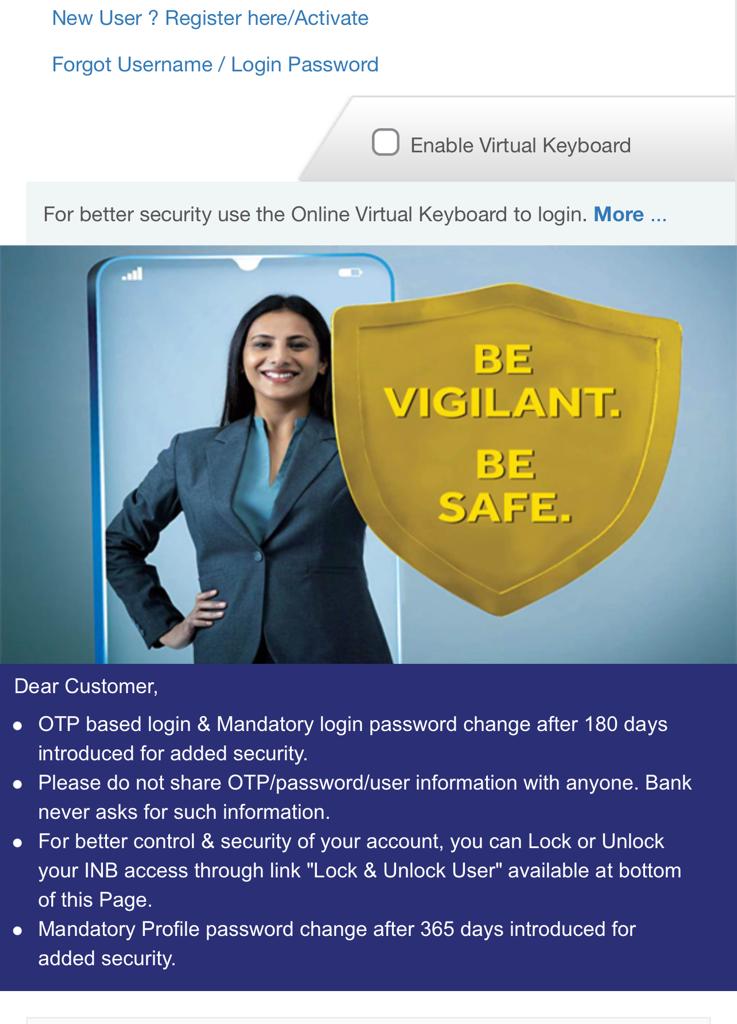 New User ? Register here/Activate
Forgot Username / Login Password
Enable Virtual Keyboard
For better security use the Online Virtual Keyboard to login. More ...
BE
VIGILANT.
BE
SAFE.
Dear Customer,
● OTP based login & Mandatory login password change after 180 days
introduced for added security.
● Please do not share OTP/password/user information with anyone. Bank
never asks for such information.
● For better control & security of your account, you can Lock or Unlock
your INB access through link "Lock & Unlock User" available at bottom
of this Page.
● Mandatory Profile password change after 365 days introduced for
added security.